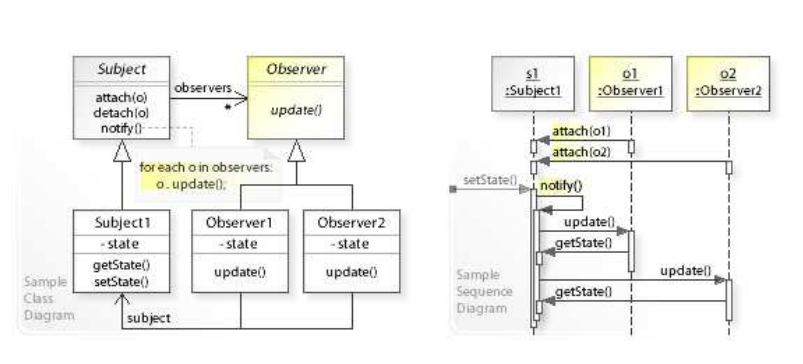 Subject
attach(o)
detach(o)
notify()
observers
*
Observer
update()
for each o in observers:
o . update();
Subject1
- state
getState()
setState()
Observer1
- state
update()
Observer2
- state
update()
subject
Sample
Class
Diagram
s1
:Subject1
o1
:Observer1
o2
:Observer2
attach(o1)
attach(o2)
setState()
notify()
update()
getState()
update()
getState()
Sample
Sequence
Diagram